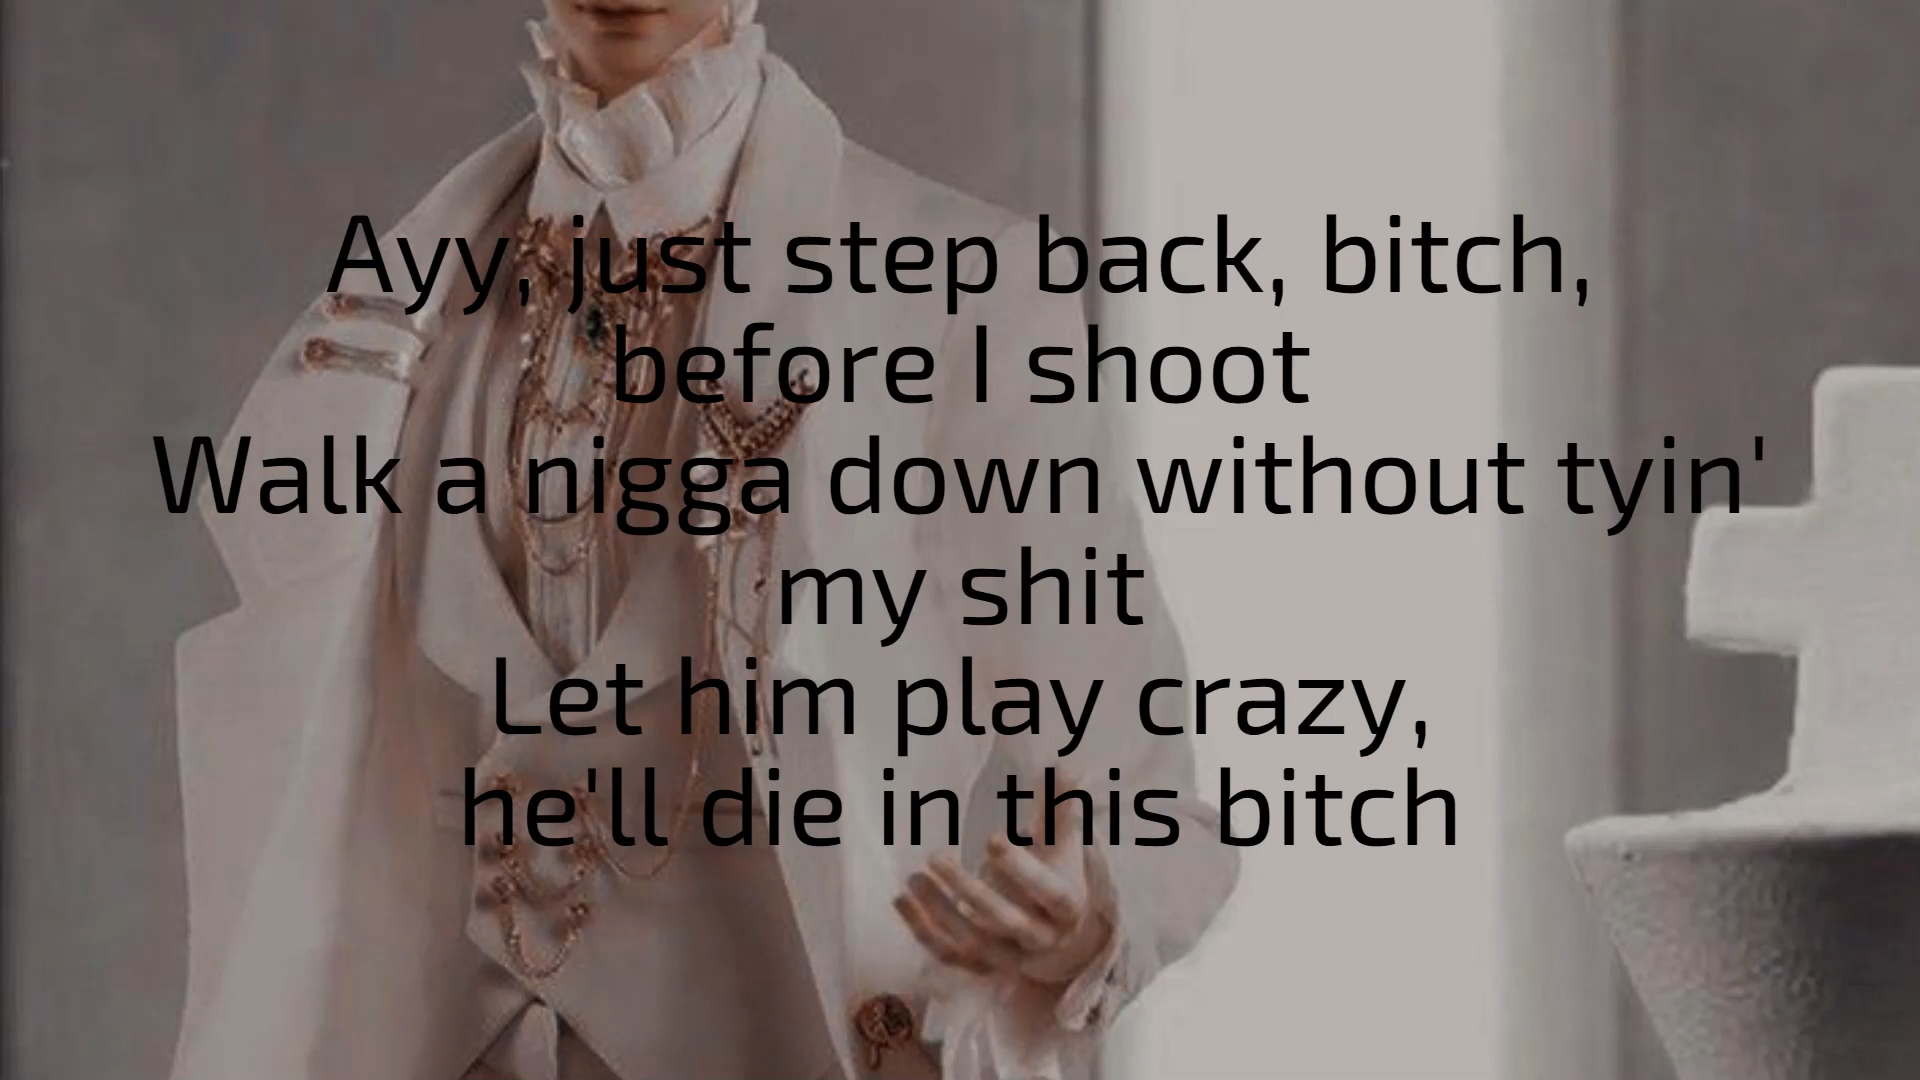 Ayy, just step back, bitch,
before I shoot
Walk a nigga down without tyin'
my shit
Let him play crazy,
he'll die in this bitch